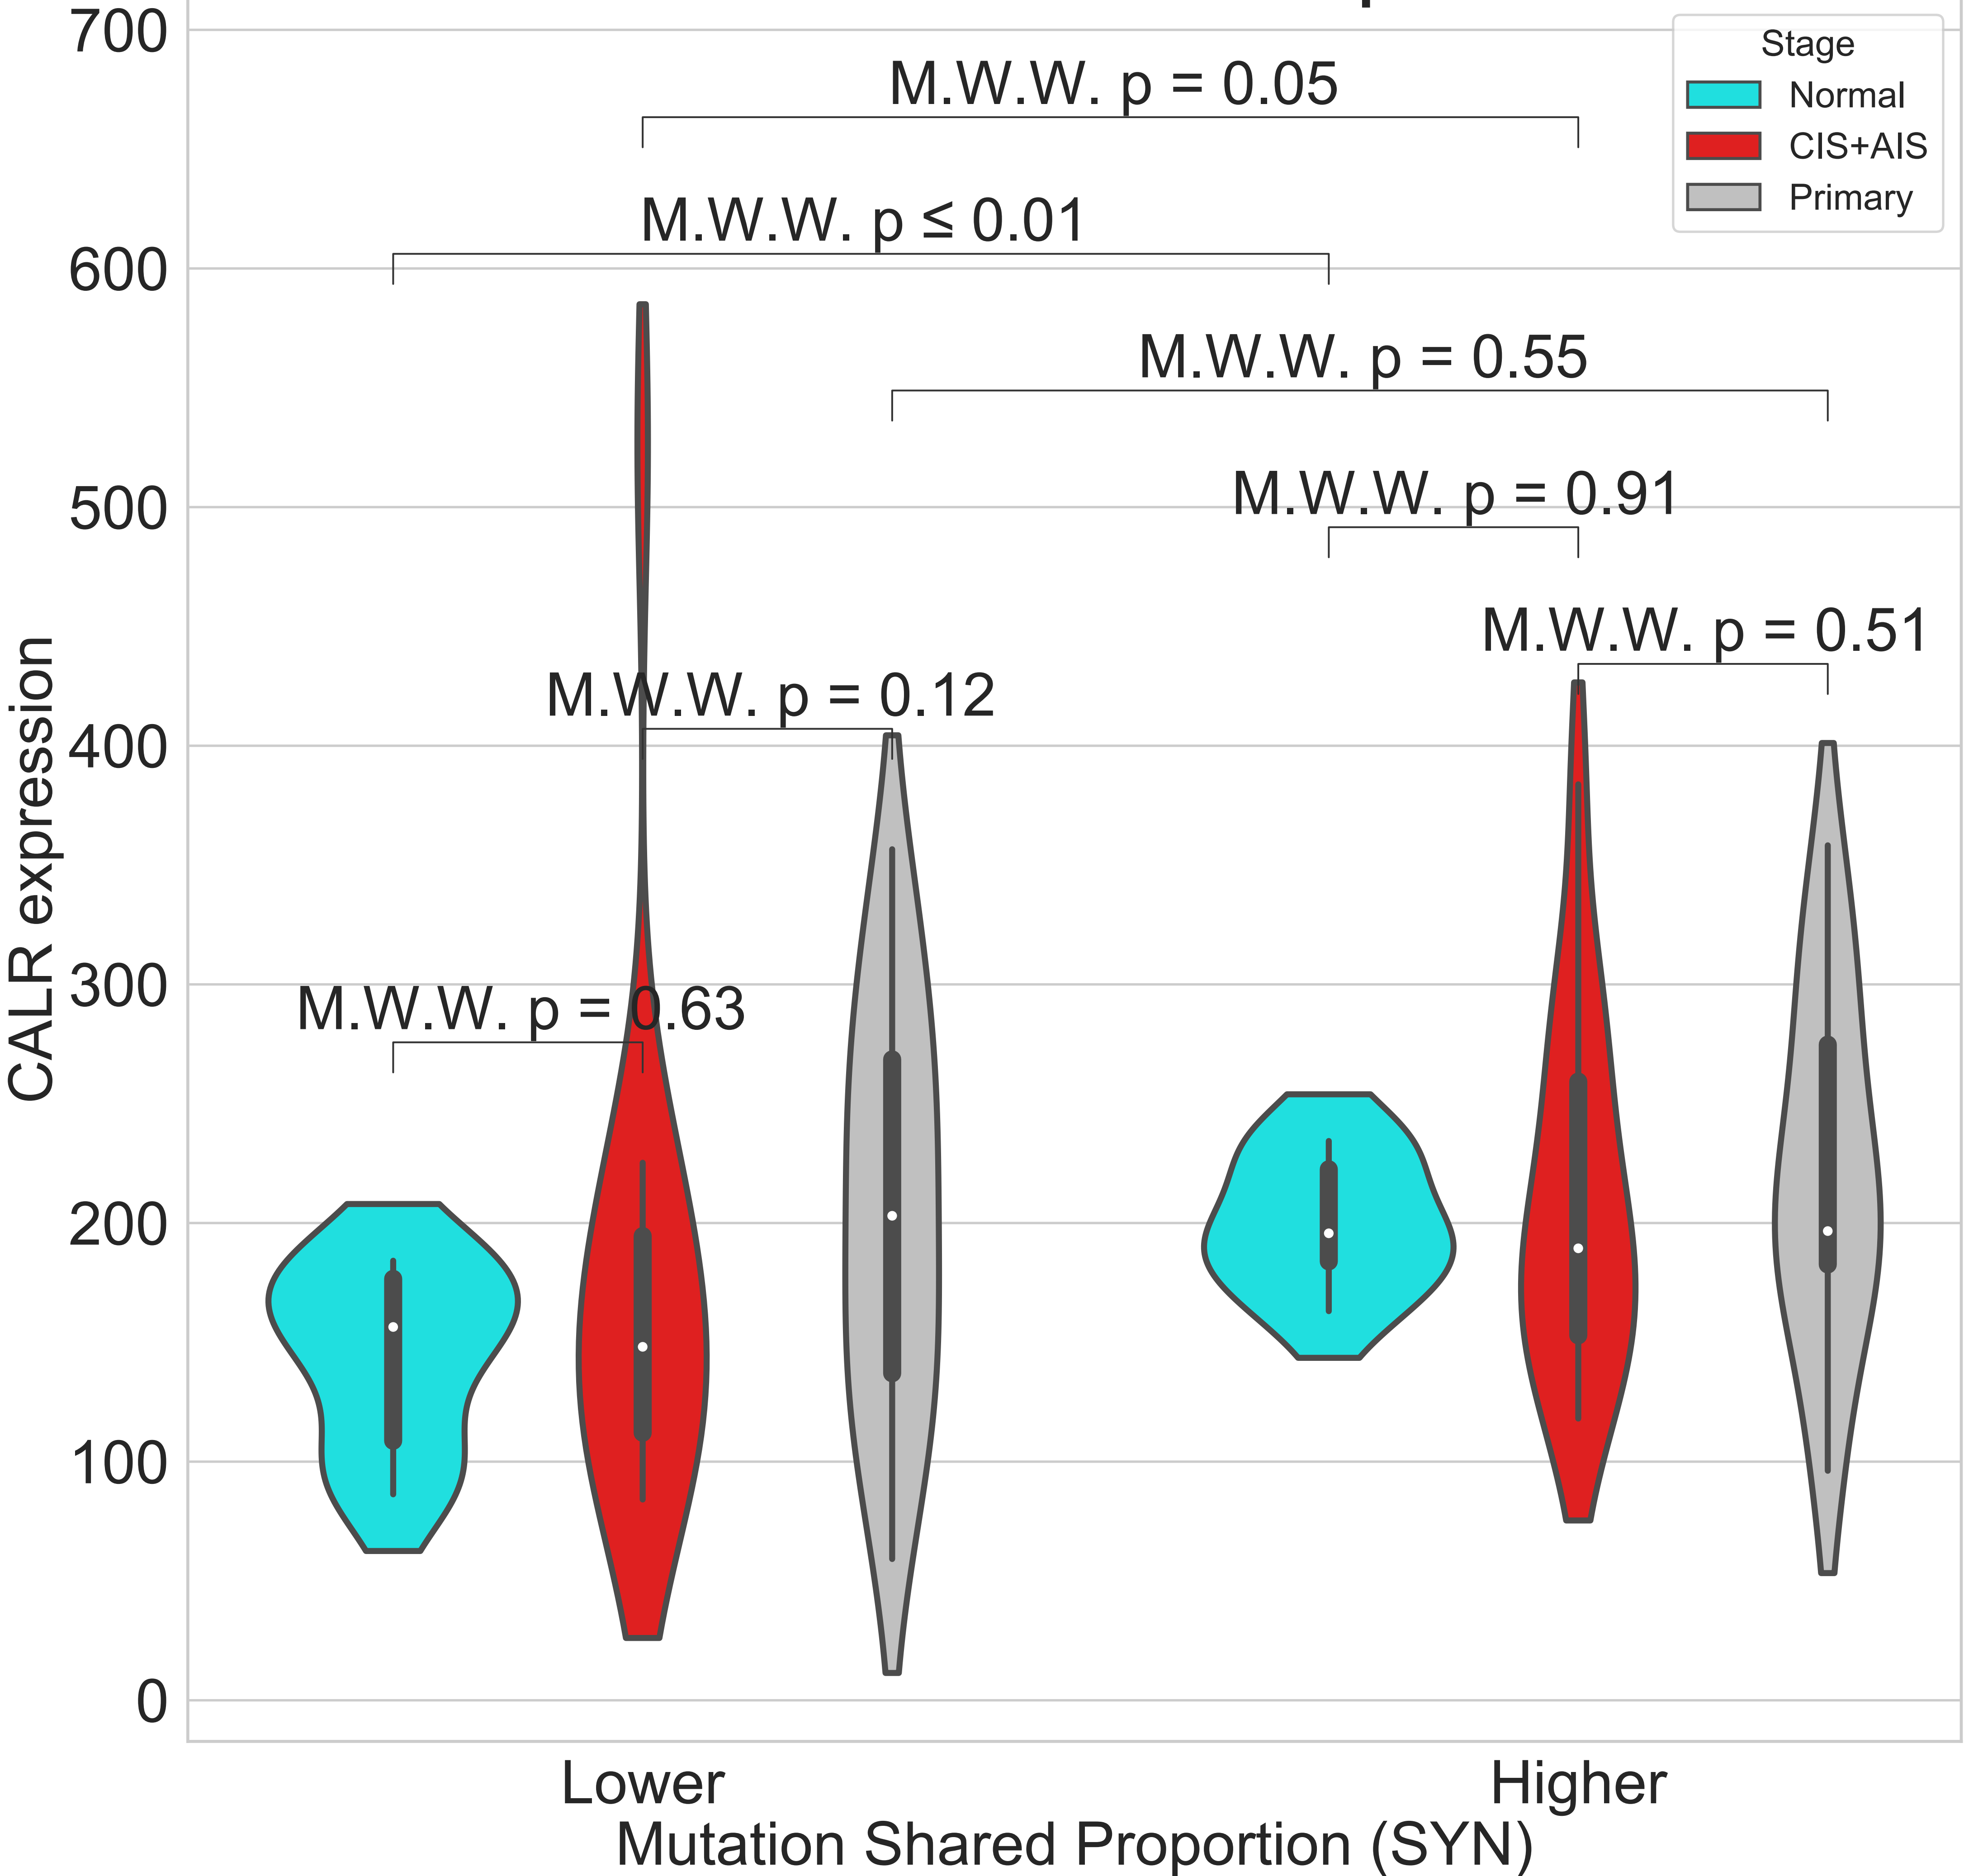 700
600
500
400
300
200
100
0
CALR expression
M.W.W. p = 0.05
M.W.W. p ≤ 0.01
M.W.W. p = 0.55
M.W.W. p = 0.91
M.W.W. p = 0.51
M.W.W. p = 0.12
M.W.W. p = 0.63
Stage
Normal
CIS+AIS
Primary
Lower
Higher
Mutation Shared Proportion (SYN)